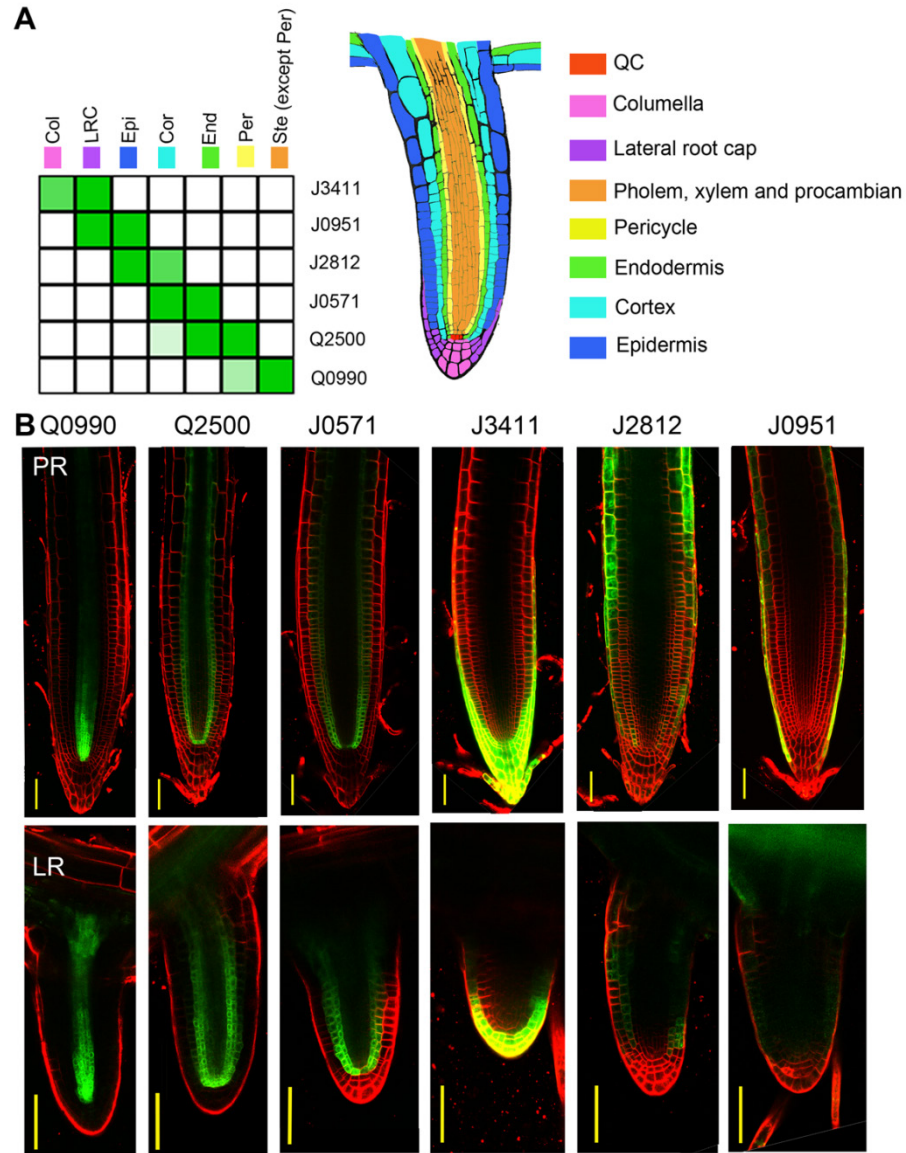 A
Col
LRC
Epi
Cor
End
Per
Ste (except Per)
J3411
J0951
J2812
J0571
Q2500
Q0990
QC
Columella
Lateral root cap
Pholem, xylem and procambian
Pericycle
Endodermis
Cortex
Epidermis
B
Q0990 Q2500 J0571 J3411 J2812 J0951
PR
LR